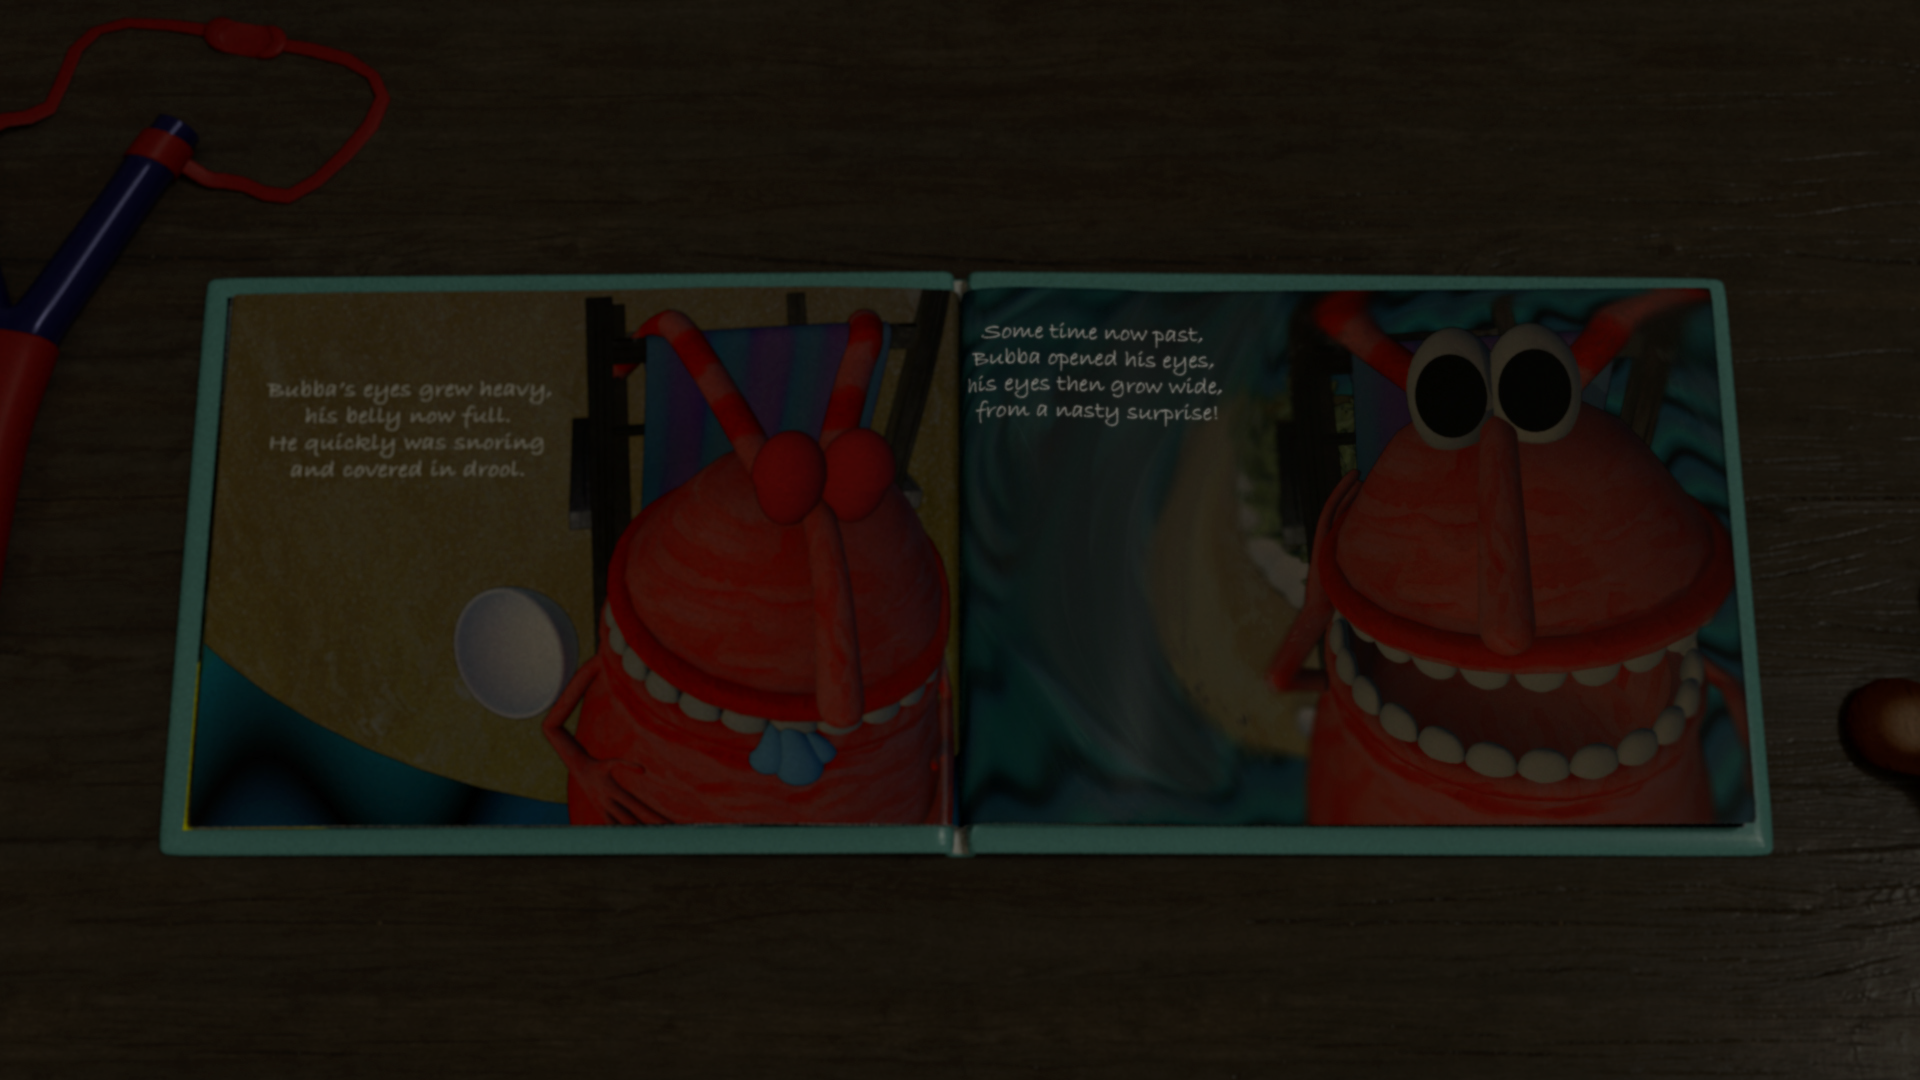 Bubba's eyes grew heavy,
his belly now full.
He quickly was snoring
and covered in drool.
Some time now past,
Bubba opened his eyes,
his eyes then grow wide,
from a nasty surprise!